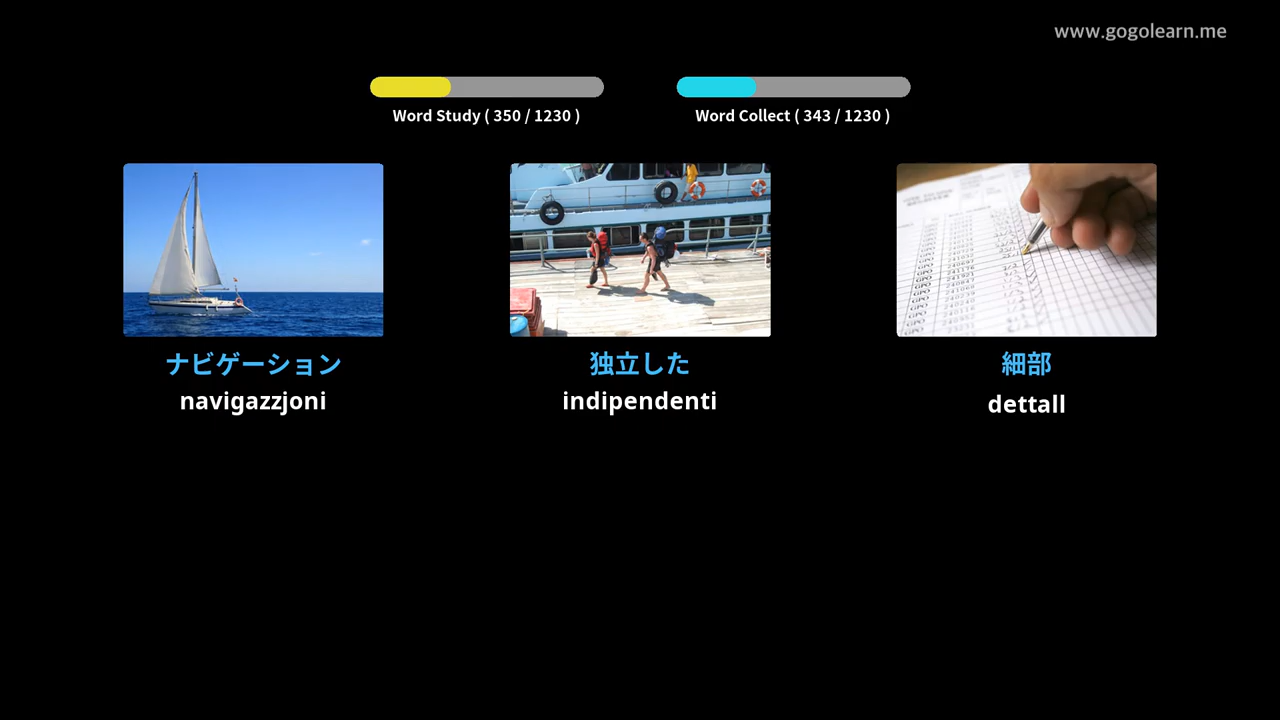 www.gogolearn.me
Word Study ( 350 / 1230 )
Word Collect ( 343 / 1230 )
ナビゲーション
navigazzjoni
独立した
indipendenti
細部
dettall